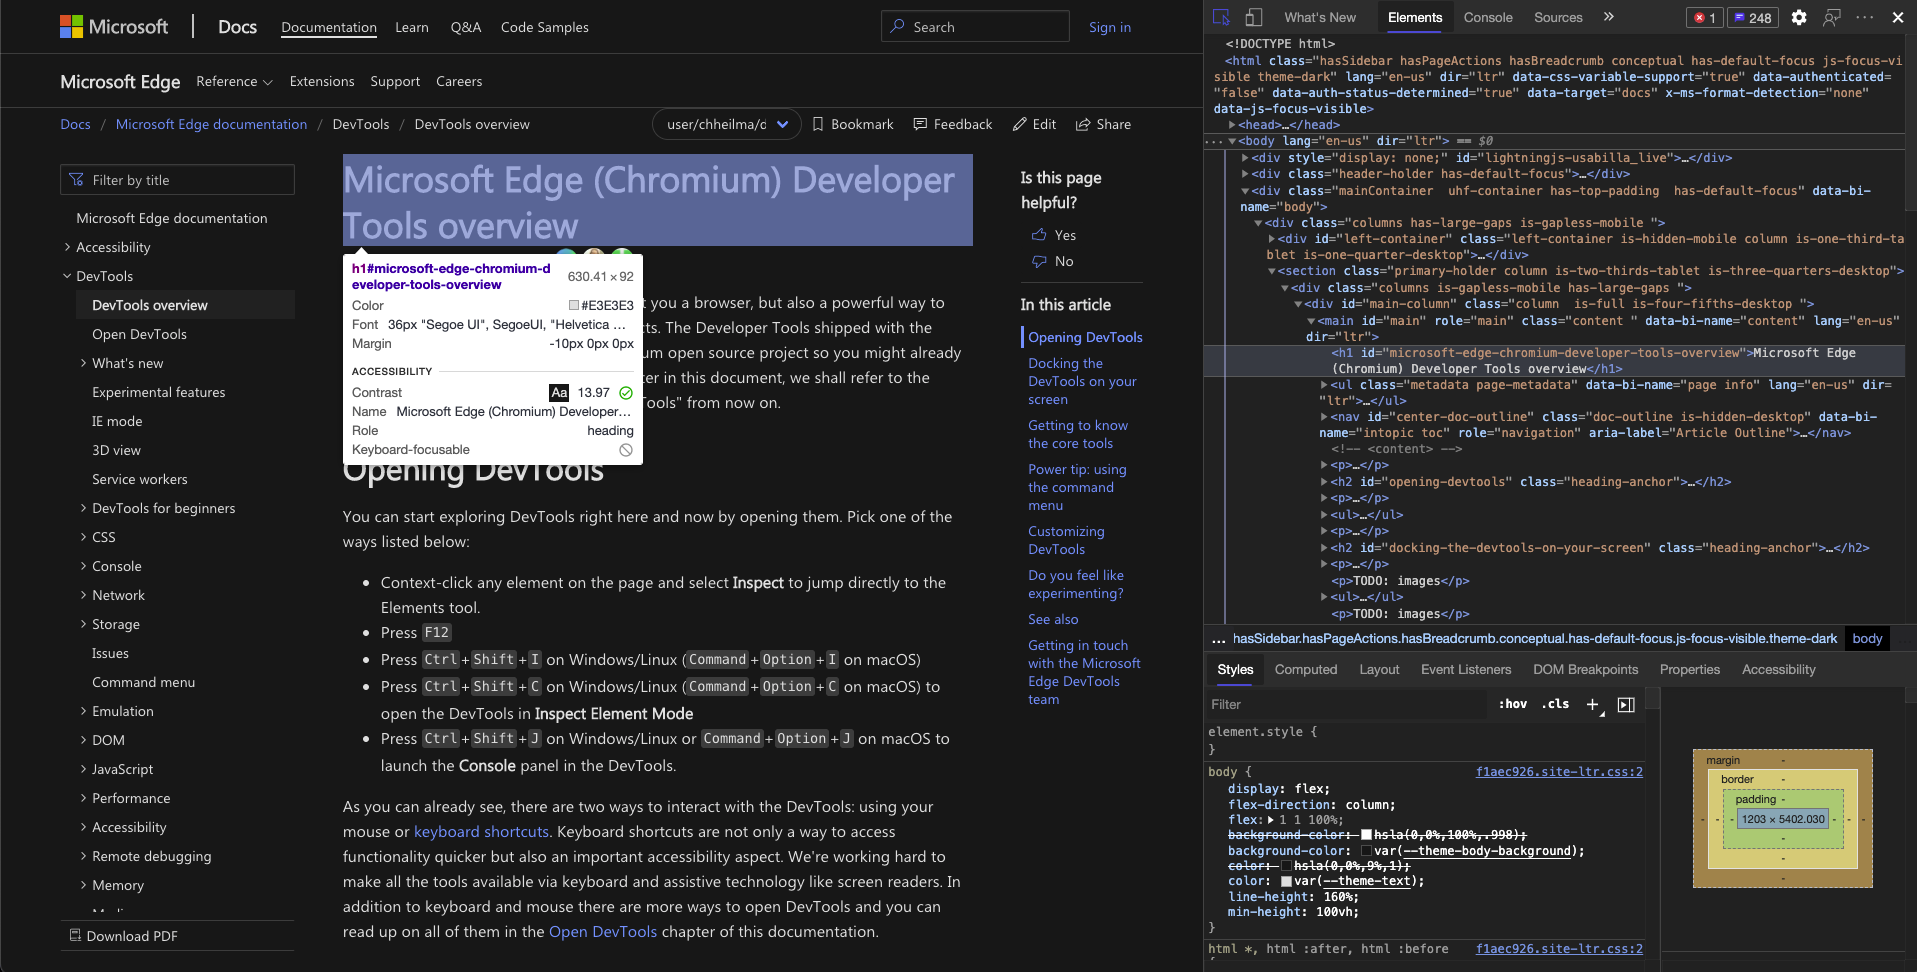 Microsoft
Docs
Documentation
Learn
Q&A
Code Samples
Search
Sign in
Microsoft Edge
Reference
Extensions
Support
Careers
Docs / Microsoft Edge documentation / DevTools / DevTools overview
user/chheilma/d
Bookmark
Feedback
Edit
Share
Filter by title
Microsoft Edge documentation
Accessibility
DevTools
DevTools overview
Open DevTools
What's new
Experimental features
IE mode
3D view
Service workers
DevTools for beginners
CSS
Console
Network
Storage
Issues
Command menu
Emulation
DOM
JavaScript
Performance
Accessibility
Remote debugging
Memory
Download PDF
Microsoft Edge (Chromium) Developer
Tools overview
h1#microsoft-edge-chromium-d
eveloper-tools-overview
630.41 × 92
Color #E3E3E3
Font 36px "Segoe UI", SegoeUI, "Helvetica ...
Margin -10px 0px 0px
ACCESSIBILITY
Contrast Aa 13.97
Name Microsoft Edge (Chromium) Developer...
Role heading
Keyboard-focusable
you a browser, but also a powerful way to
ts. The Developer Tools shipped with the
um open source project so you might already
ter in this document, we shall refer to the
Tools" from now on.
Opening DevTools
You can start exploring DevTools right here and now by opening them. Pick one of the
ways listed below:
• Context-click any element on the page and select Inspect to jump directly to the
Elements tool.
• Press F12
• Press Ctrl+Shift+I on Windows/Linux (Command+Option+I on macOS)
• Press Ctrl+Shift+C on Windows/Linux (Command+Option+C on macOS) to
open the DevTools in Inspect Element Mode
• Press Ctrl+Shift+J on Windows/Linux or Command+Option+J on macOS to
launch the Console panel in the DevTools.
As you can already see, there are two ways to interact with the DevTools: using your
mouse or keyboard shortcuts. Keyboard shortcuts are not only a way to access
functionality quicker but also an important accessibility aspect. We're working hard to
make all the tools available via keyboard and assistive technology like screen readers. In
addition to keyboard and mouse there are more ways to open DevTools and you can
read up on all of them in the Open DevTools chapter of this documentation.
Is this page
helpful?
Yes
No
In this article
Opening DevTools
Docking the
DevTools on your
screen
Getting to know
the core tools
Power tip: using
the command
menu
Customizing
DevTools
Do you feel like
experimenting?
See also
Getting in touch
with the Microsoft
Edge DevTools
team
What's New
Elements
Console
Sources
1
248
<!DOCTYPE html>
<html class="hasSidebar hasPageActions hasBreadcrumb conceptual has-default-focus js-focus-vi
sible theme-dark" lang="en-us" dir="ltr" data-css-variable-support="true" data-authenticated=
"false" data-auth-status-determined="true" data-target="docs" x-ms-format-detection="none"
data-js-focus-visible>
<head>…</head>
<body lang="en-us" dir="ltr"> == $0
<div style="display: none;" id="lightningjs-usabilla_live">…</div>
<div class="header-holder has-default-focus">…</div>
<div class="mainContainer  uhf-container has-top-padding  has-default-focus" data-bi-
name="body">
<div class="columns has-large-gaps is-gapless-mobile ">
<div id="left-container" class="left-container is-hidden-mobile column is-one-third-ta
blet is-one-quarter-desktop">…</div>
<section class="primary-holder column is-two-thirds-tablet is-three-quarters-desktop">
<div class="columns is-gapless-mobile has-large-gaps ">
<div id="main-column" class="column  is-full is-four-fifths-desktop ">
<main id="main" role="main" class="content " data-bi-name="content" lang="en-us"
dir="ltr">
<h1 id="microsoft-edge-chromium-developer-tools-overview">Microsoft Edge
(Chromium) Developer Tools overview</h1>
<ul class="metadata page-metadata" data-bi-name="page info" lang="en-us" dir=
"ltr">…</ul>
<nav id="center-doc-outline" class="doc-outline is-hidden-desktop" data-bi-
name="intopic toc" role="navigation" aria-label="Article Outline">…</nav>
<!-- <content> -->
<p>…</p>
<h2 id="opening-devtools" class="heading-anchor">…</h2>
<p>…</p>
<ul>…</ul>
<p>…</p>
<h2 id="docking-the-devtools-on-your-screen" class="heading-anchor">…</h2>
<p>…</p>
<p>TODO: images</p>
<ul>…</ul>
<p>TODO: images</p>
... hasSidebar.hasPageActions.hasBreadcrumb.conceptual.has-default-focus.js-focus-visible.theme-dark body
Styles
Computed
Layout
Event Listeners
DOM Breakpoints
Properties
Accessibility
Filter
:hov .cls
element.style {
}
body { f1aec926.site-ltr.css:2
display: flex;
flex-direction: column;
flex: 1 1 100%;
background-color: hsla(0,0%,100%,.998);
background-color: var(--theme-body-background);
color: hsla(0,0%,9%,1);
color: var(--theme-text);
line-height: 160%;
min-height: 100vh;
}
html *, html :after, html :before f1aec926.site-ltr.css:2
margin -
border -
padding -
- - - 1203 × 5402.030 - - -
-
-
-